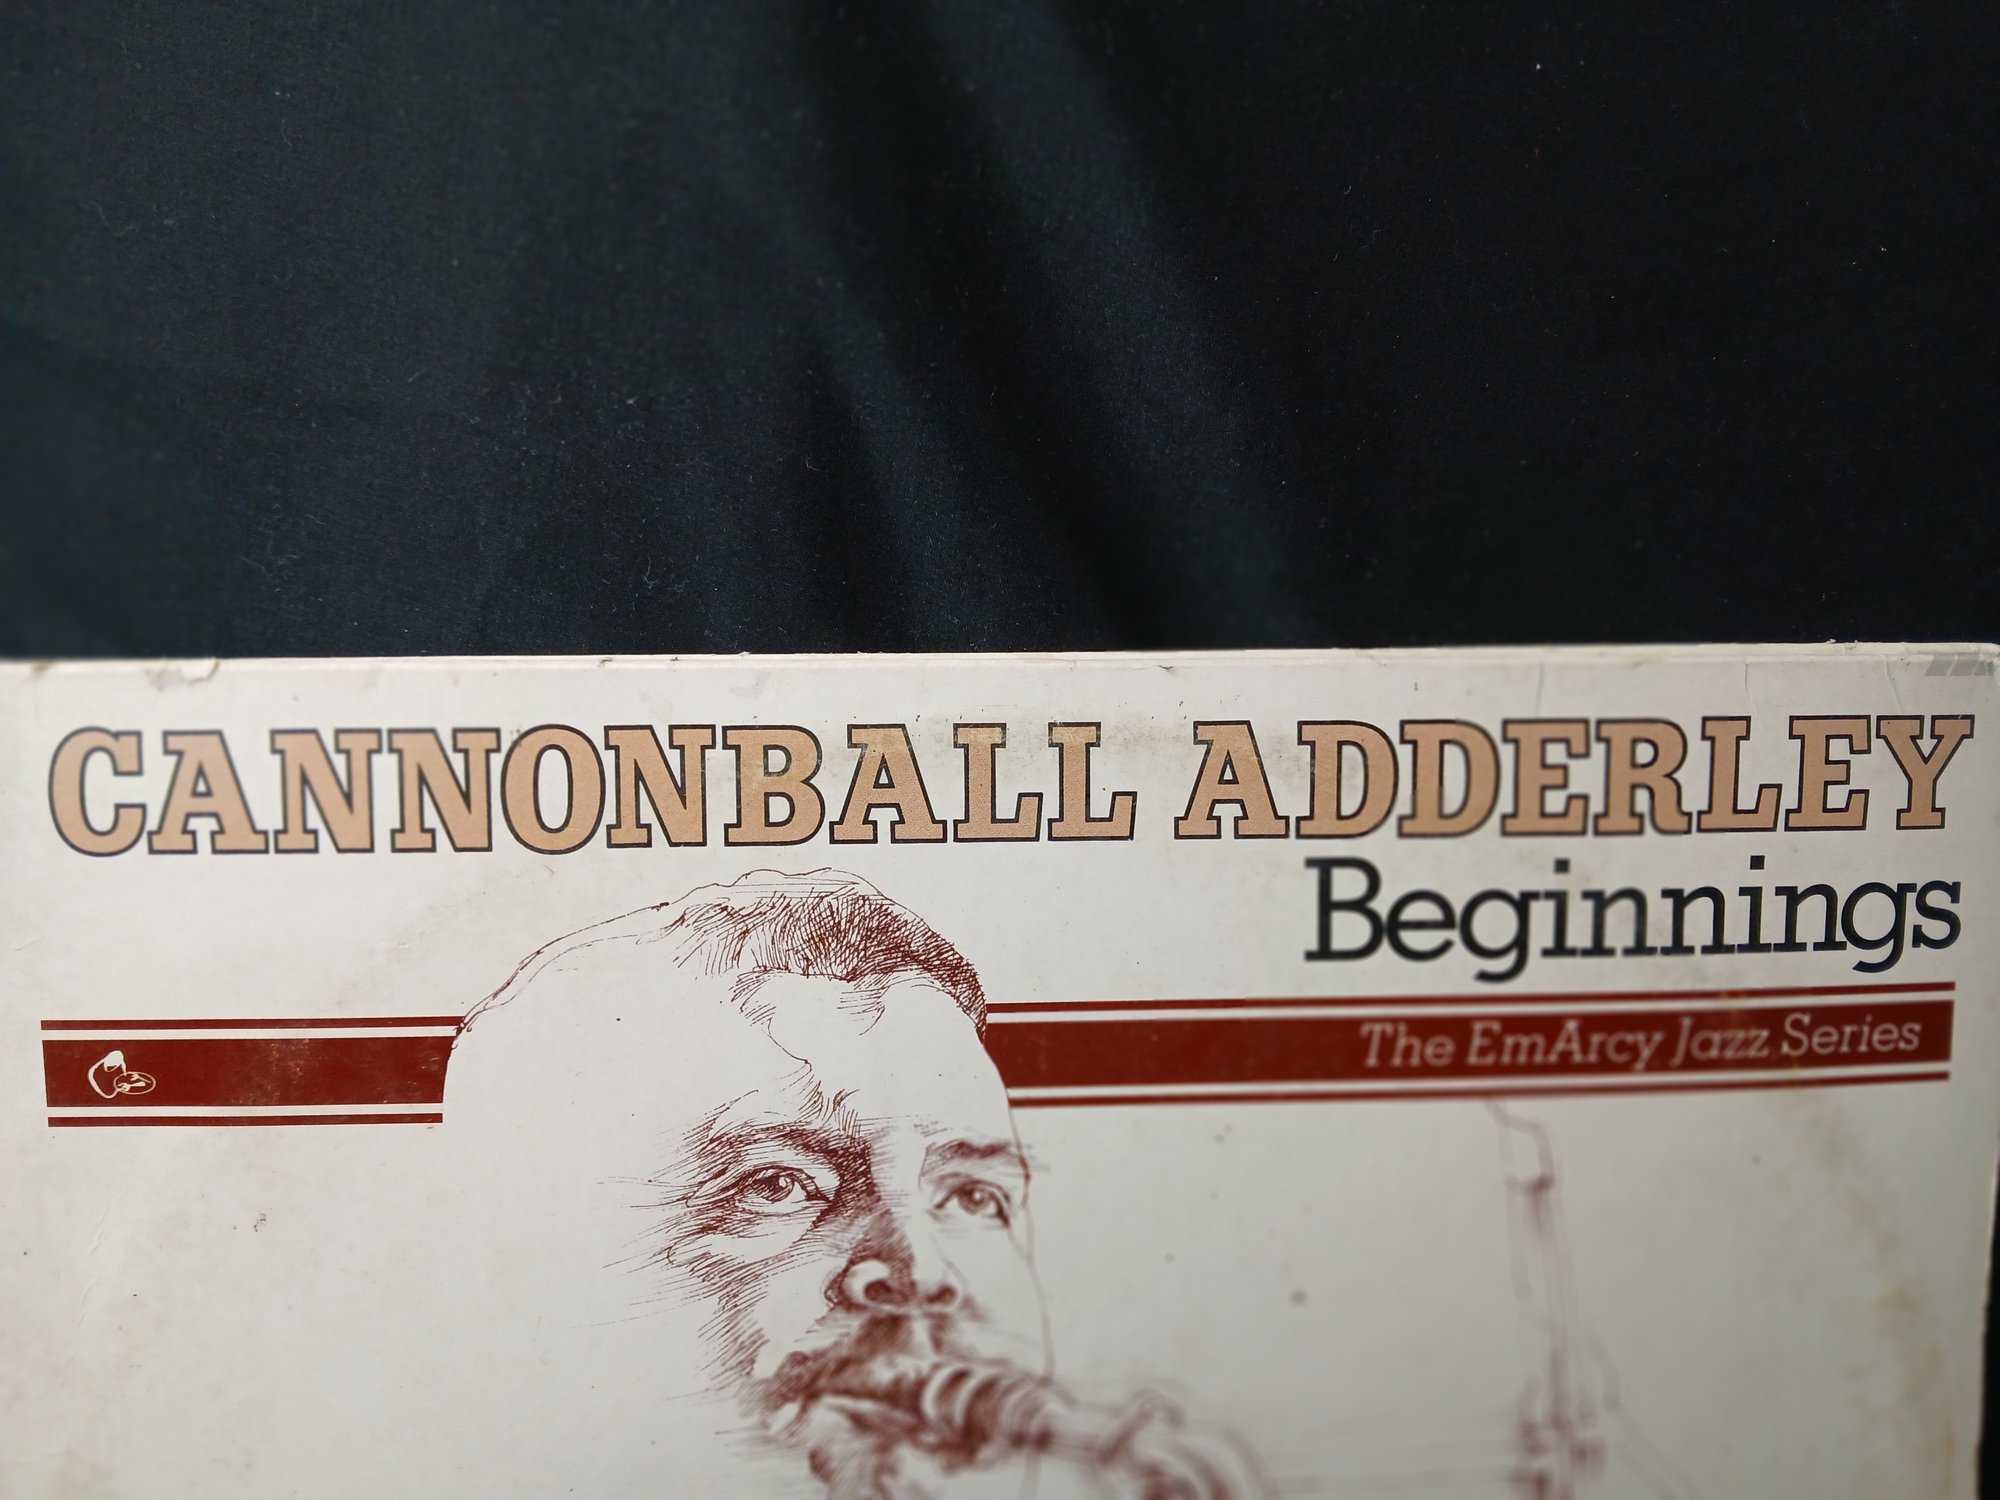 CANNONBALL ADDERLEY
Beginnings
The EmArcy Jazz Series